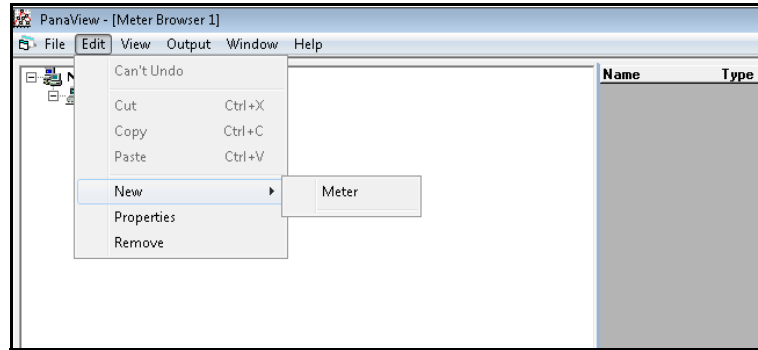 PanaView - [Meter Browser 1]
File Edit View Output Window Help
Can't Undo
Name Type
Cut Ctrl+X
Copy Ctrl+C
Paste Ctrl+V
New Meter
Properties
Remove